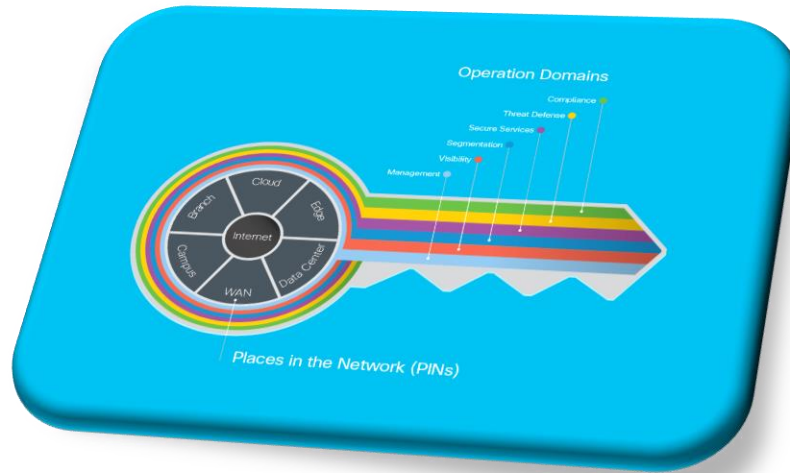 Operation Domains
Compliance
Threat Defense
Secure Services
Segmentation
Visibility
Management
Cloud
Edge
Data Center
WAN
Campus
Branch
Internet
Places in the Network (PINs)